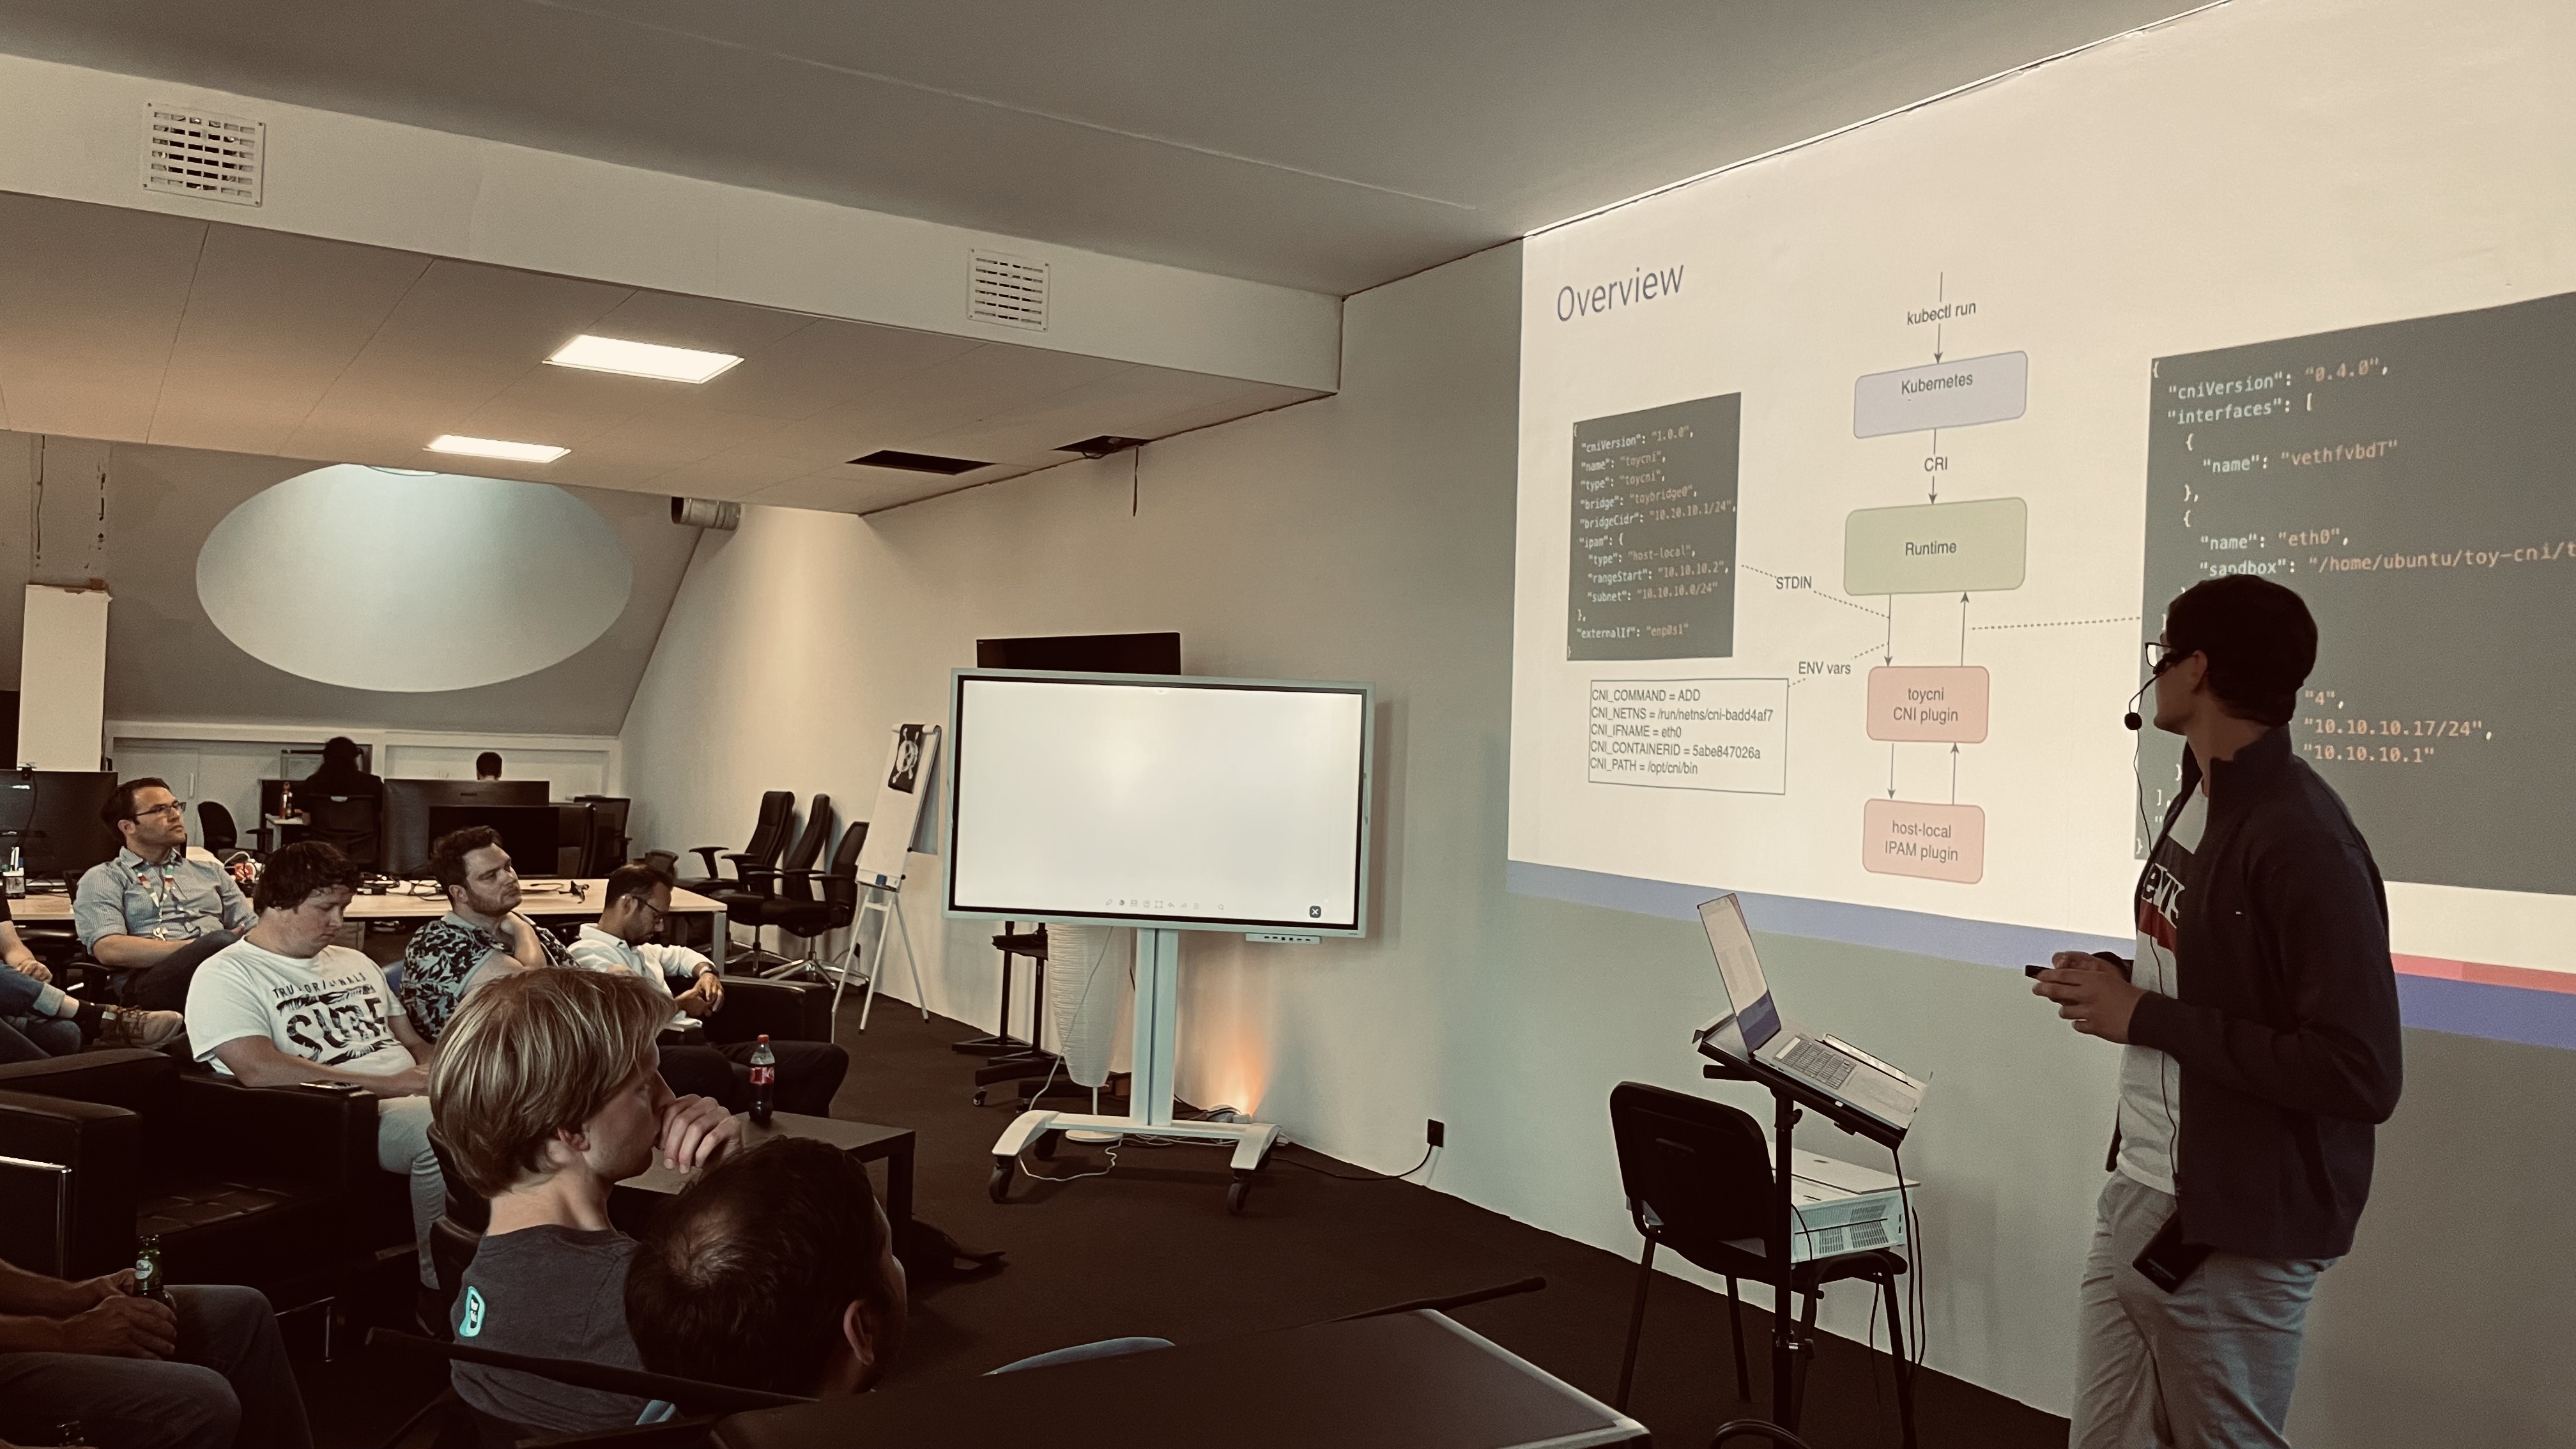 Overview
kubectl run
Kubernetes
CRI
Runtime
STDIN
ENV vars
toycni
CNI plugin
host-local
IPAM plugin
{
"cniVersion": "1.0.0",
"name": "toycni",
"type": "toycni",
"bridge": "toybridge0",
"bridgeCidr": "10.10.10.1/24",
"ipam": {
"type": "host-local",
"rangeStart": "10.10.10.2",
"subnet": "10.10.10.0/24"
},
"externalIf": "enp0s1"
}
CNI_COMMAND = ADD
CNI_NETNS = /run/netns/cni-badd4af7
CNI_IFNAME = eth0
CNI_CONTAINERID = 5abe847026a
CNI_PATH = /opt/cni/bin
{
"cniVersion": "0.4.0",
"interfaces": [
{
"name": "vethfvbdT"
},
{
"name": "eth0",
"sandbox": "/home/ubuntu/toy-cni/t
"4",
"10.10.10.17/24",
"10.10.10.1"
}
],
"
}
SURF